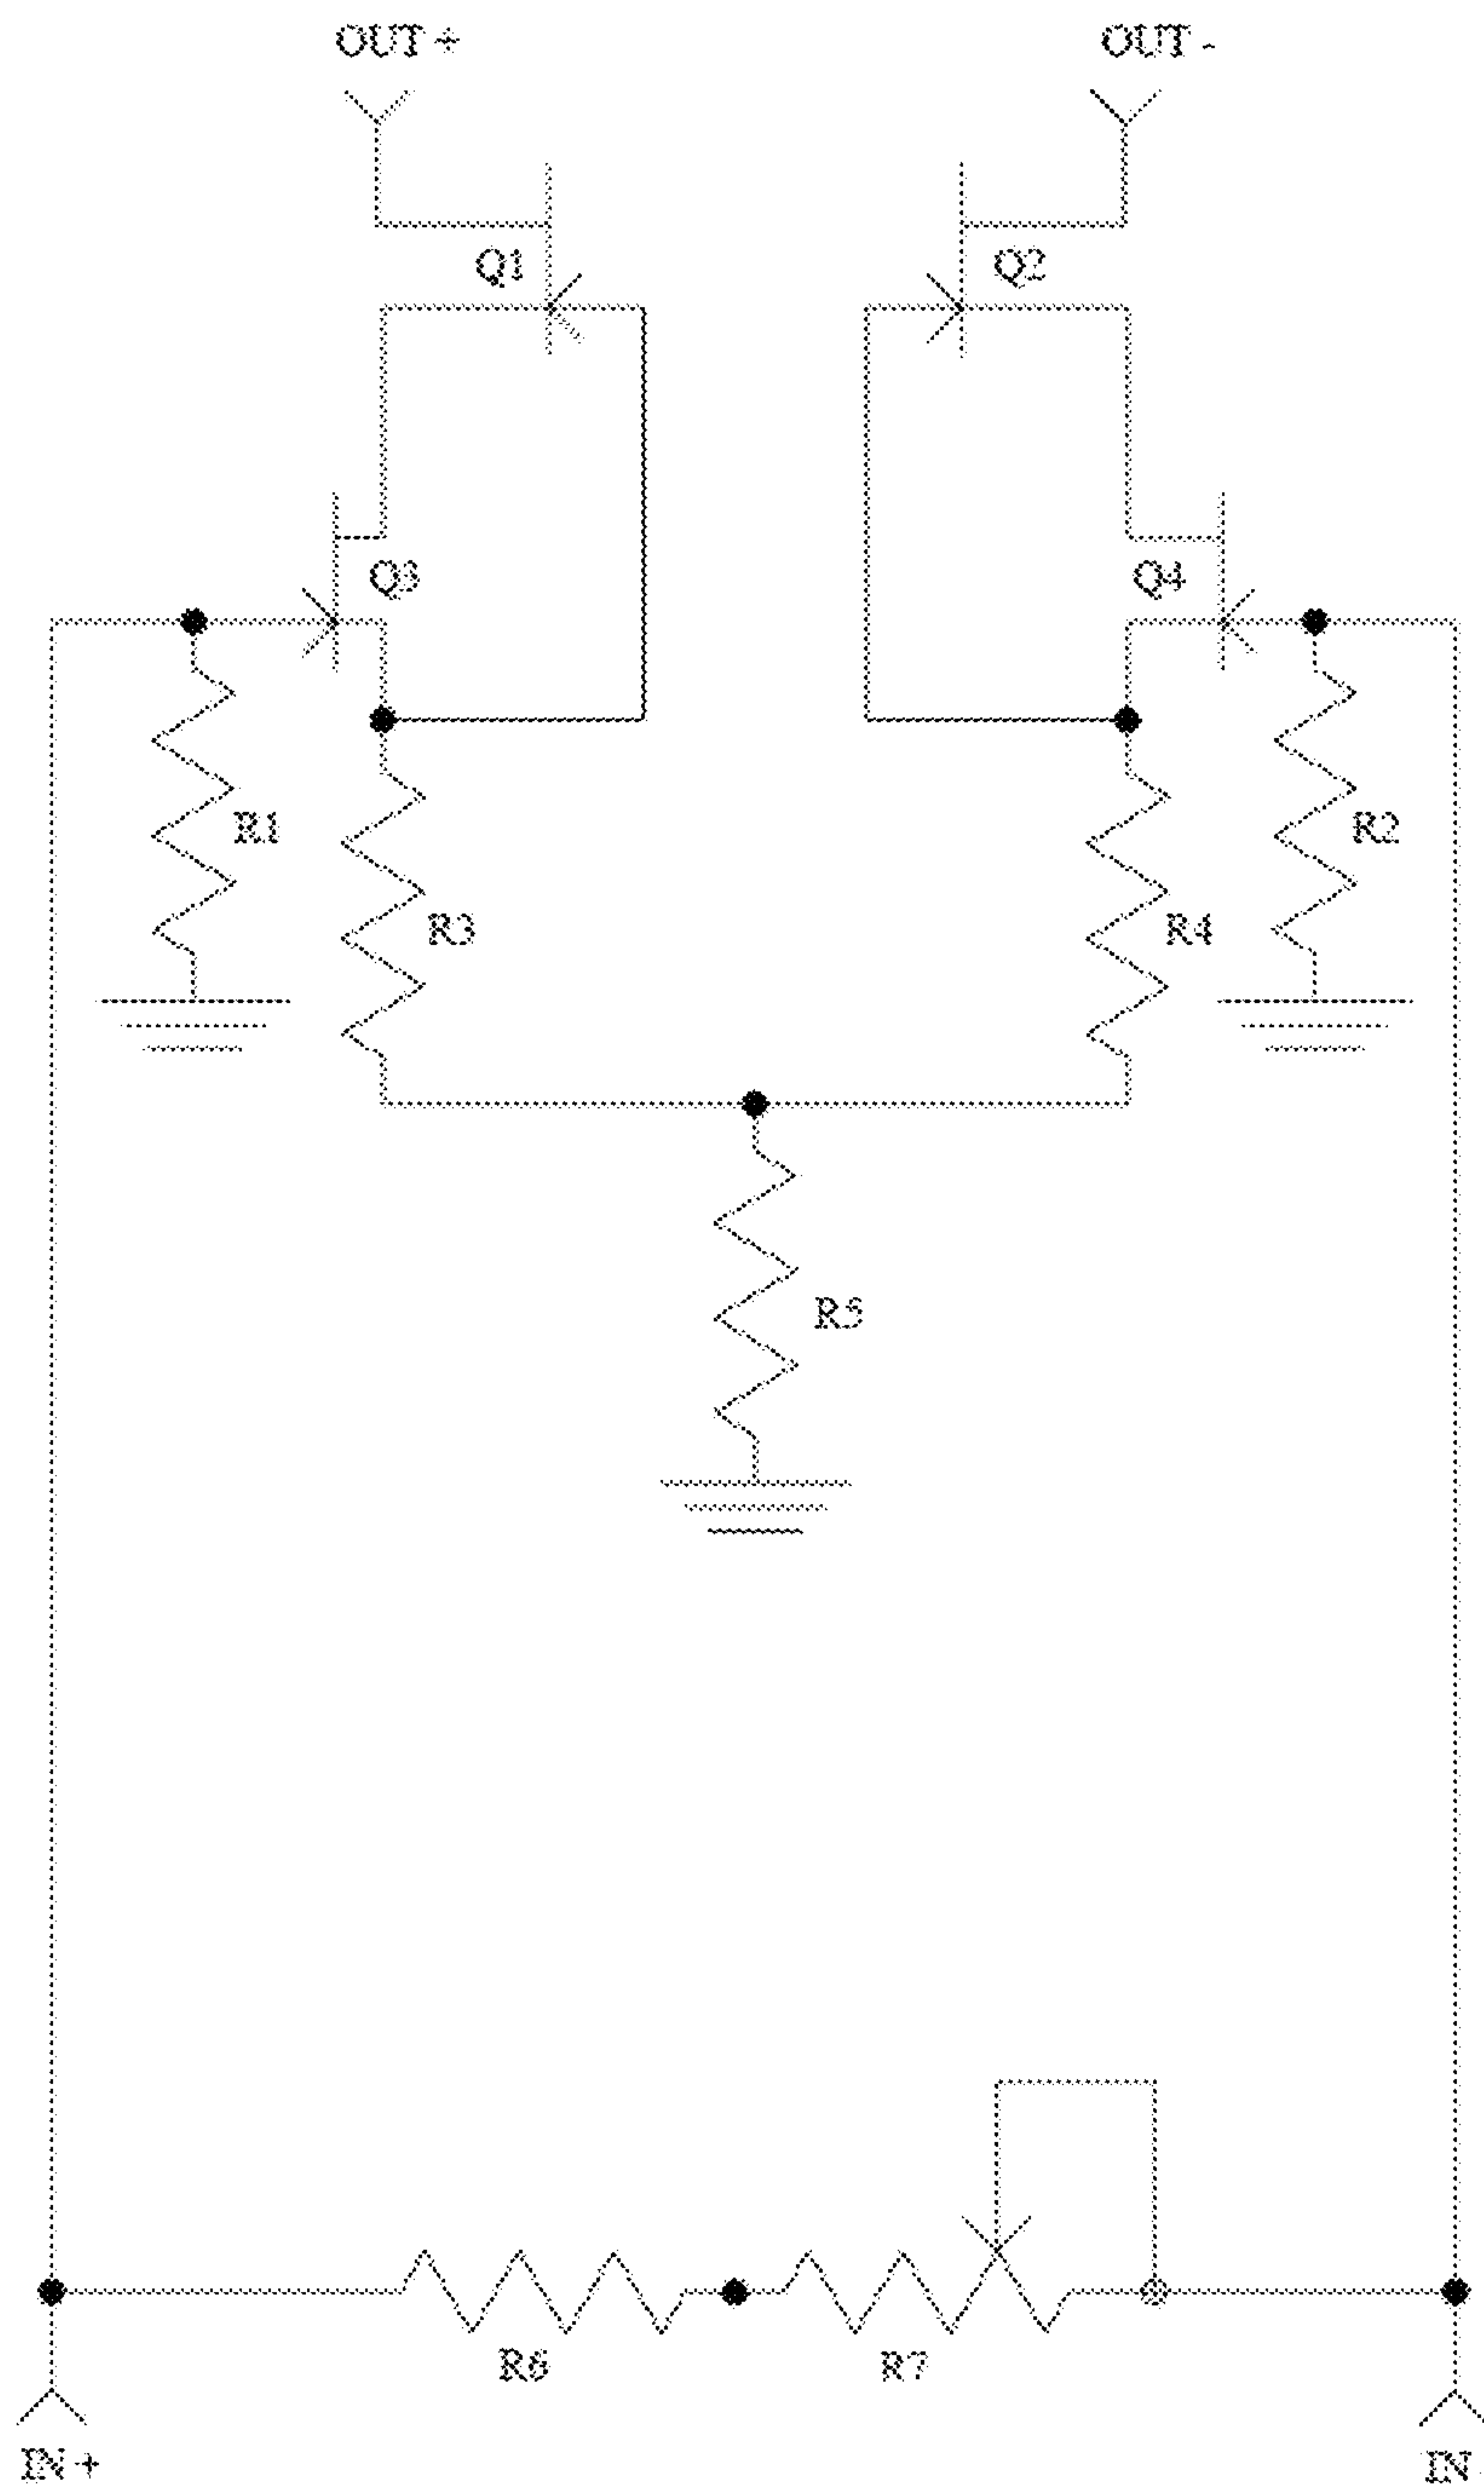 OUT+ OUT -
Q1 Q2
Q3 Q4
R1 R2
R3 R4
R5
R6 R7
IN + IN